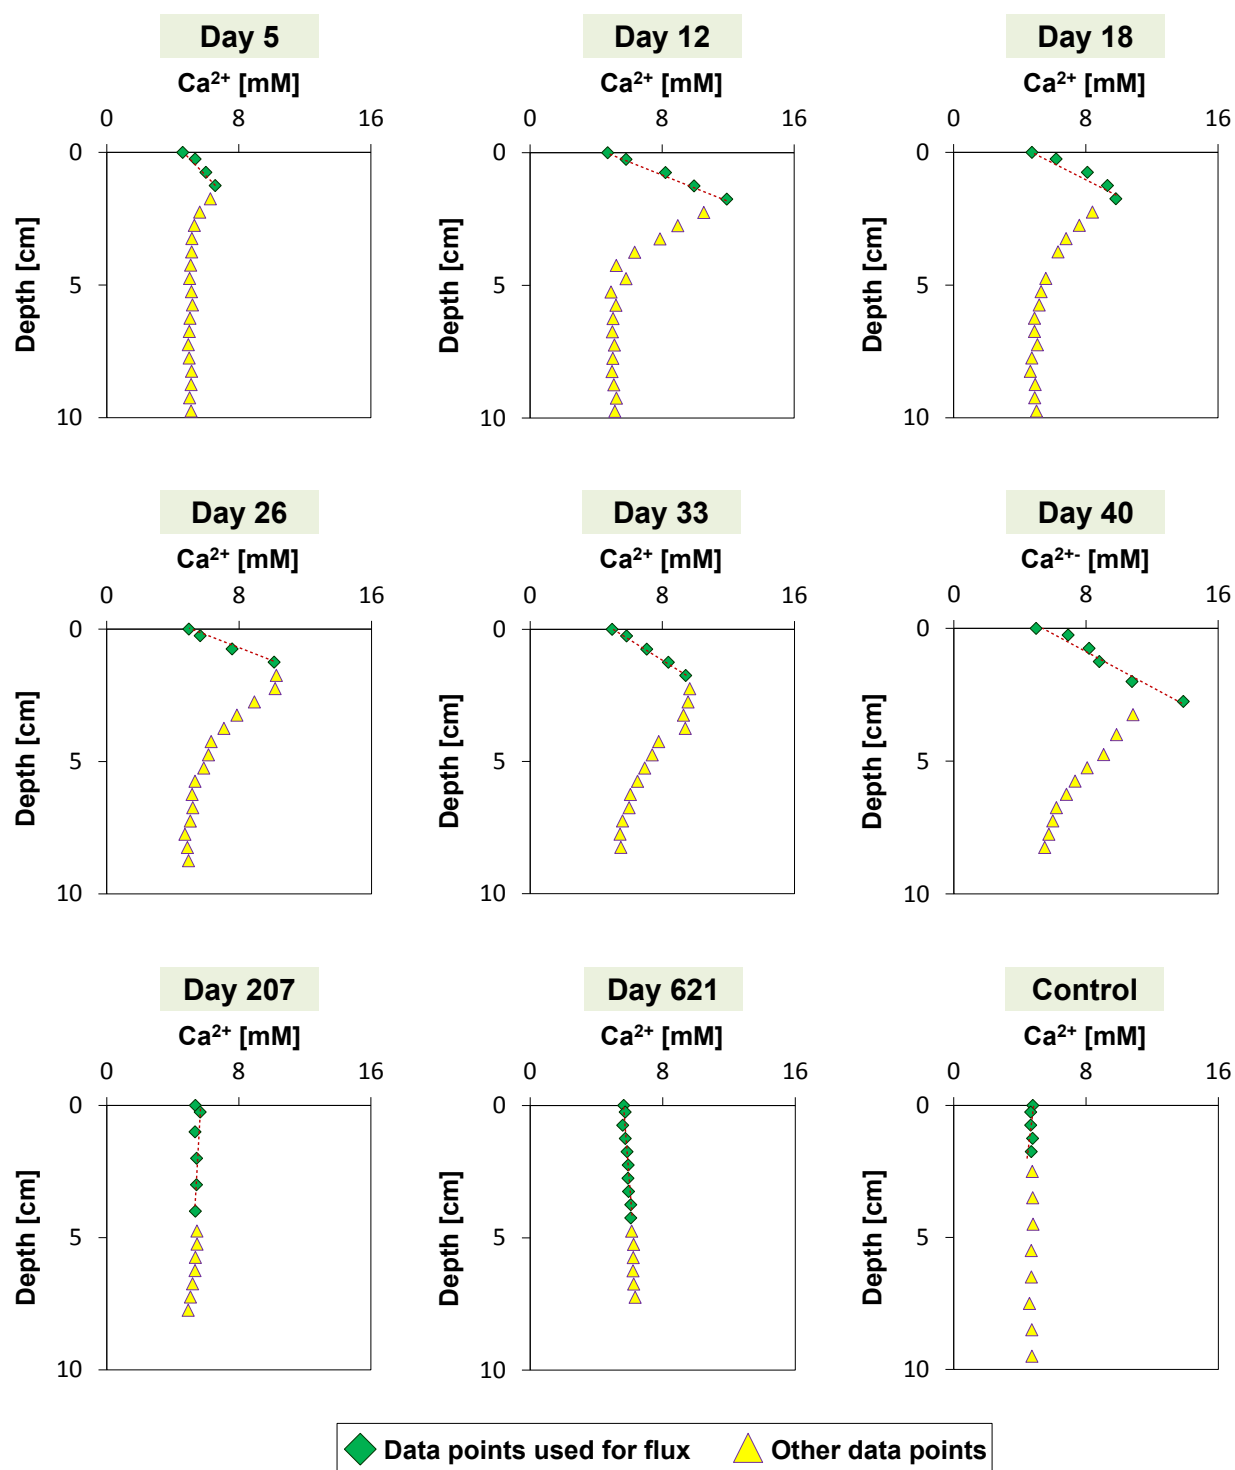 Day 5
Ca²⁺ [mM]
0 8 16
0
5
10
Depth [cm]
Day 12
Ca²⁺ [mM]
0 8 16
0
5
10
Depth [cm]
Day 18
Ca²⁺ [mM]
0 8 16
0
5
10
Depth [cm]
Day 26
Ca²⁺ [mM]
0 8 16
0
5
10
Depth [cm]
Day 33
Ca²⁺ [mM]
0 8 16
0
5
10
Depth [cm]
Day 40
Ca²⁺⁻ [mM]
0 8 16
0
5
10
Depth [cm]
Day 207
Ca²⁺ [mM]
0 8 16
0
5
10
Depth [cm]
Day 621
Ca²⁺ [mM]
0 8 16
0
5
10
Depth [cm]
Control
Ca²⁺ [mM]
0 8 16
0
5
10
Depth [cm]
Data points used for flux Other data points